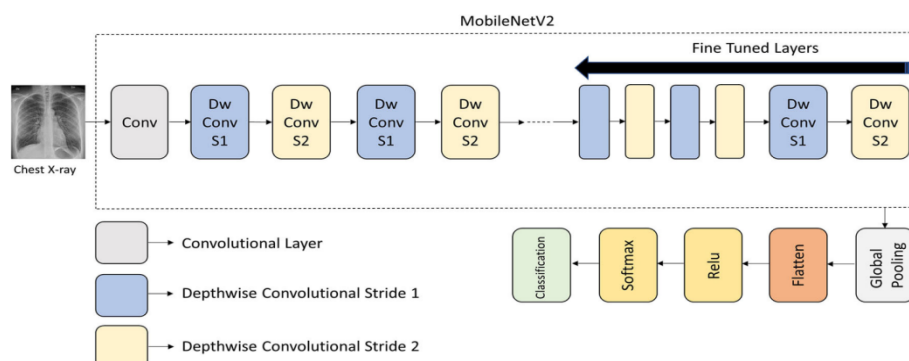 MobileNetV2
Fine Tuned Layers
Conv
Dw
Conv
S1
Dw
Conv
S2
Dw
Conv
S1
Dw
Conv
S2
Dw
Conv
S1
Dw
Conv
S2
Chest X-ray
Convolutional Layer
Depthwise Convolutional Stride 1
Depthwise Convolutional Stride 2
Classification
Softmax
Relu
Flatten
Global
Pooling